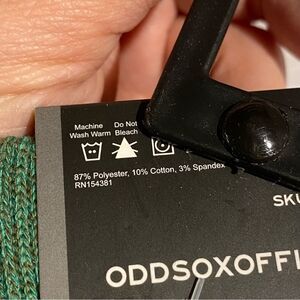 Machine Do Not
Wash Warm Bleach
87% Polyester, 10% Cotton, 3% Spandex
RN154381
SKU
ODDSOXOFFI